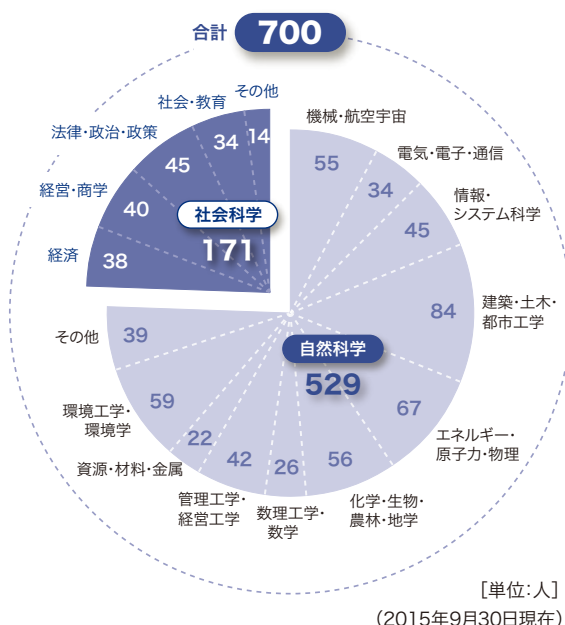 合計 700
社会・教育
その他
法律・政治・政策
経営・商学
経済
14
34
45
40
38
社会科学
171
機械・航空宇宙
電気・電子・通信
情報・
システム科学
建築・土木・
都市工学
エネルギー・
原子力・物理
化学・生物・
農林・地学
数理工学・
数学
管理工学・
経営工学
資源・材料・金属
環境工学・
環境学
その他
55
34
45
84
67
56
26
42
22
59
39
自然科学
529
[単位:人]
(2015年9月30日現在)